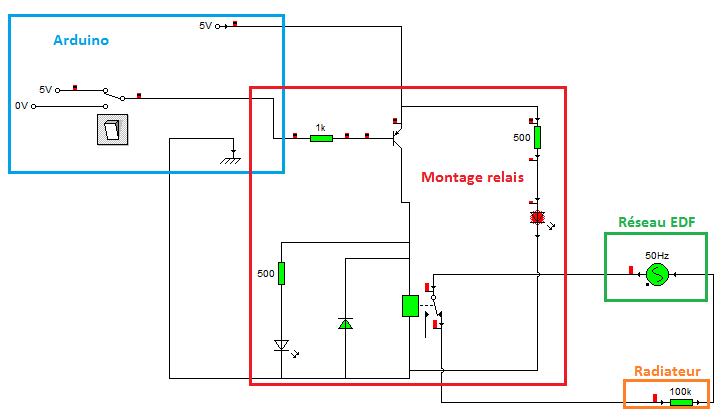 Arduino
5V
5V
0V
1k
500
Montage relais
Réseau EDF
50Hz
500
Radiateur
100k